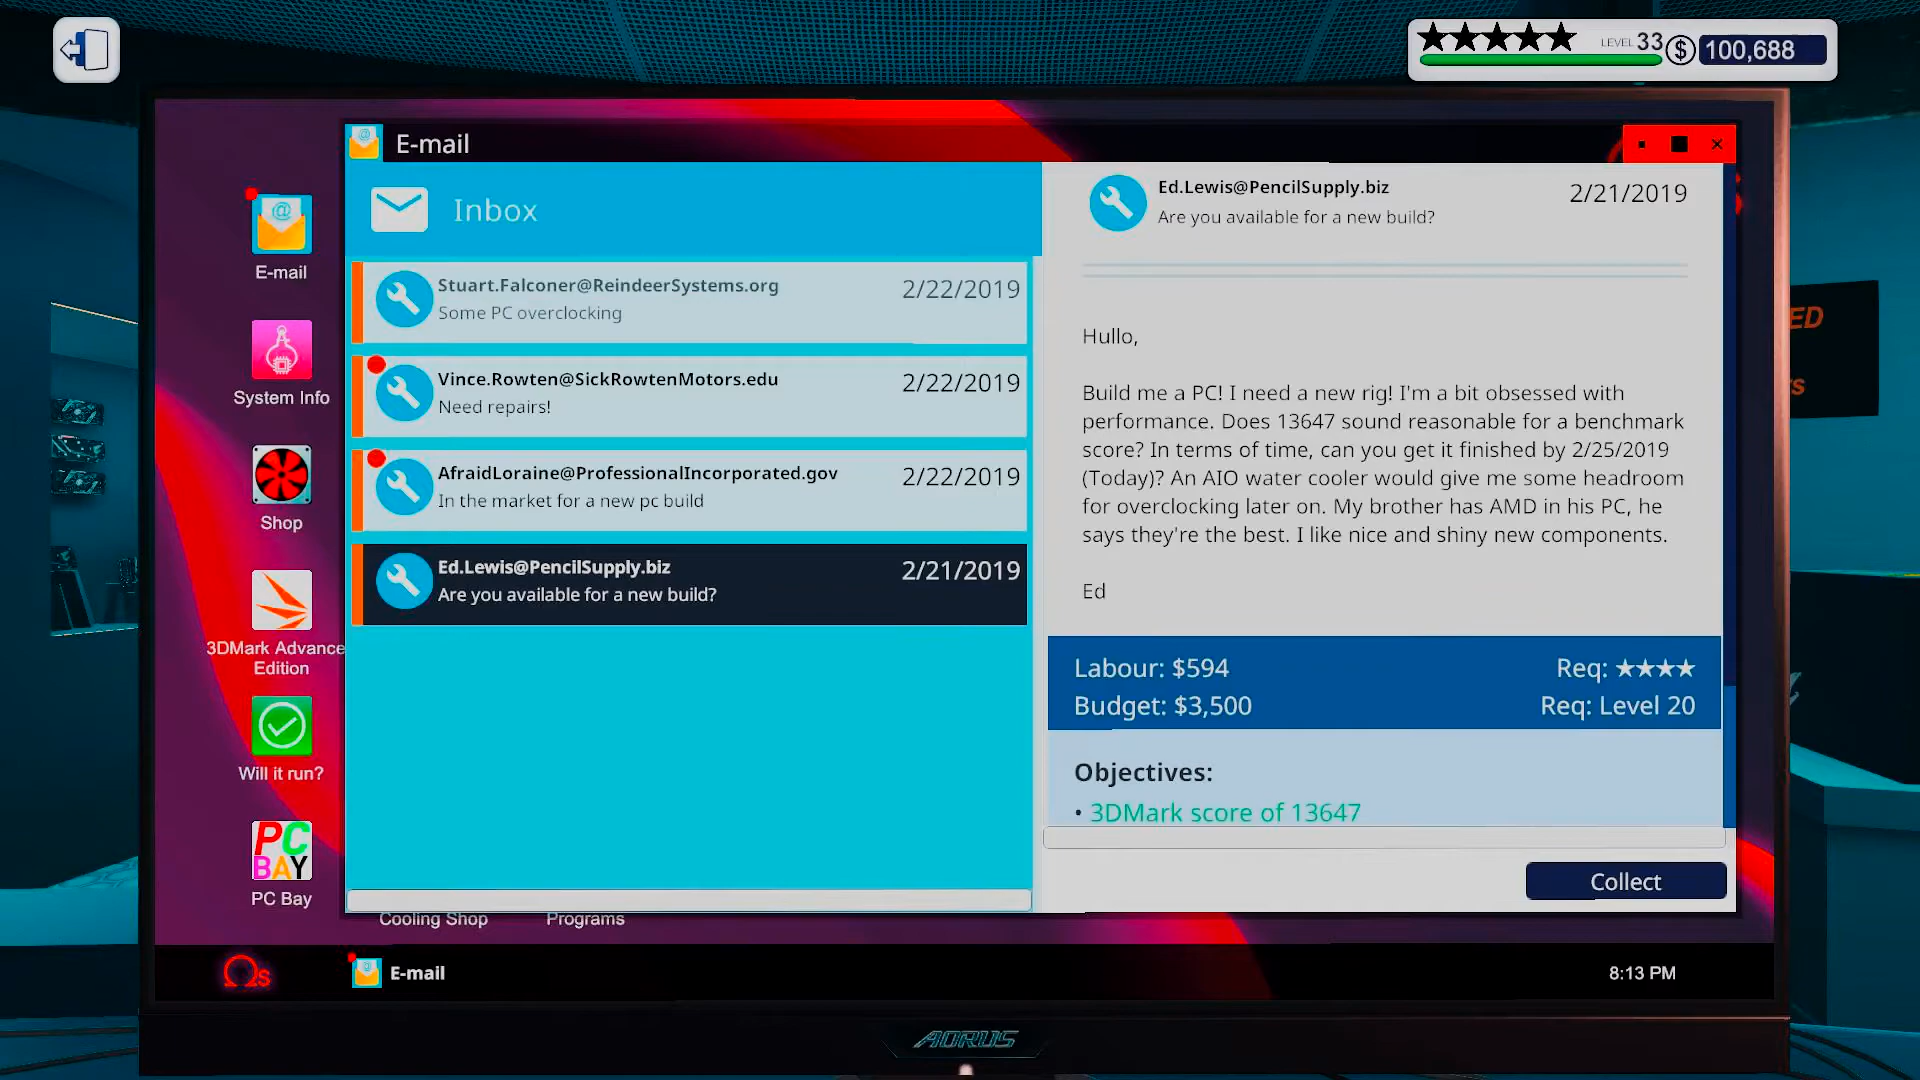 LEVEL 33
$ 100,688
E-mail
Inbox
Stuart.Falconer@ReindeerSystems.org
2/22/2019
Some PC overclocking
Vince.Rowten@SickRowtenMotors.edu
2/22/2019
Need repairs!
AfraidLoraine@ProfessionalIncorporated.gov
2/22/2019
In the market for a new pc build
Ed.Lewis@PencilSupply.biz
2/21/2019
Are you available for a new build?
Ed.Lewis@PencilSupply.biz
2/21/2019
Are you available for a new build?
Hullo,
Build me a PC! I need a new rig! I'm a bit obsessed with
performance. Does 13647 sound reasonable for a benchmark
score? In terms of time, can you get it finished by 2/25/2019
(Today)? An AIO water cooler would give me some headroom
for overclocking later on. My brother has AMD in his PC, he
says they're the best. I like nice and shiny new components.
Ed
Labour: $594
Req: ★★★★
Budget: $3,500
Req: Level 20
Objectives:
• 3DMark score of 13647
Collect
E-mail
System Info
Shop
3DMark Advance
Edition
Will it run?
PC
BAY
PC Bay
Cooling Shop
Programs
Ωs
E-mail
8:13 PM
AORUS
ED